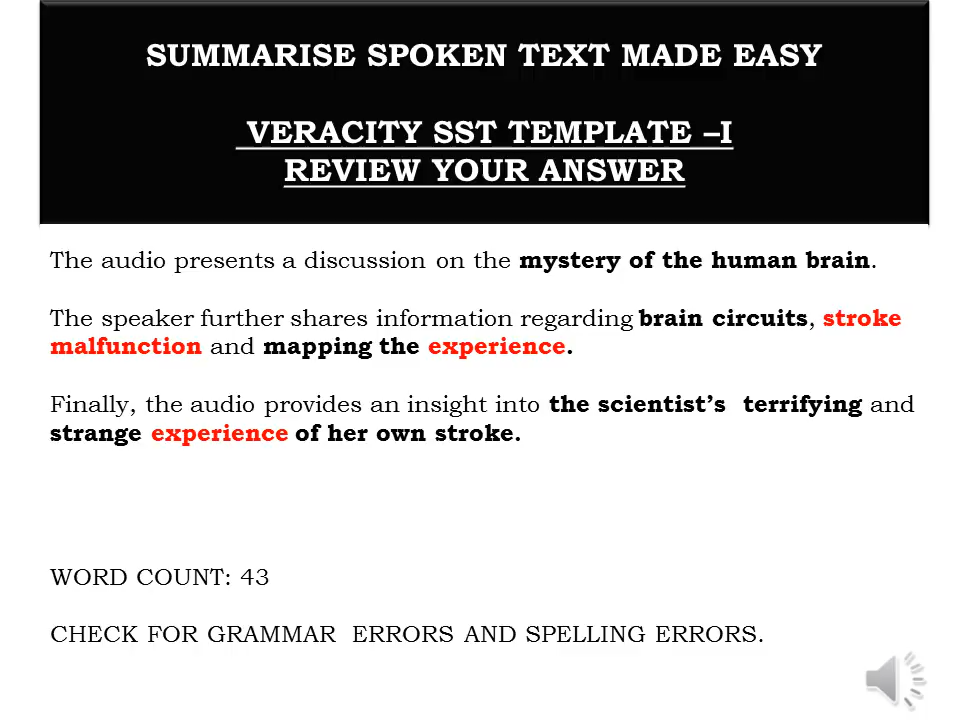 SUMMARISE SPOKEN TEXT MADE EASY
VERACITY SST TEMPLATE –I
REVIEW YOUR ANSWER
The audio presents a discussion on the mystery of the human brain.
The speaker further shares information regarding brain circuits, stroke
malfunction and mapping the experience.
Finally, the audio provides an insight into the scientist's terrifying and
strange experience of her own stroke.
WORD COUNT: 43
CHECK FOR GRAMMAR ERRORS AND SPELLING ERRORS.